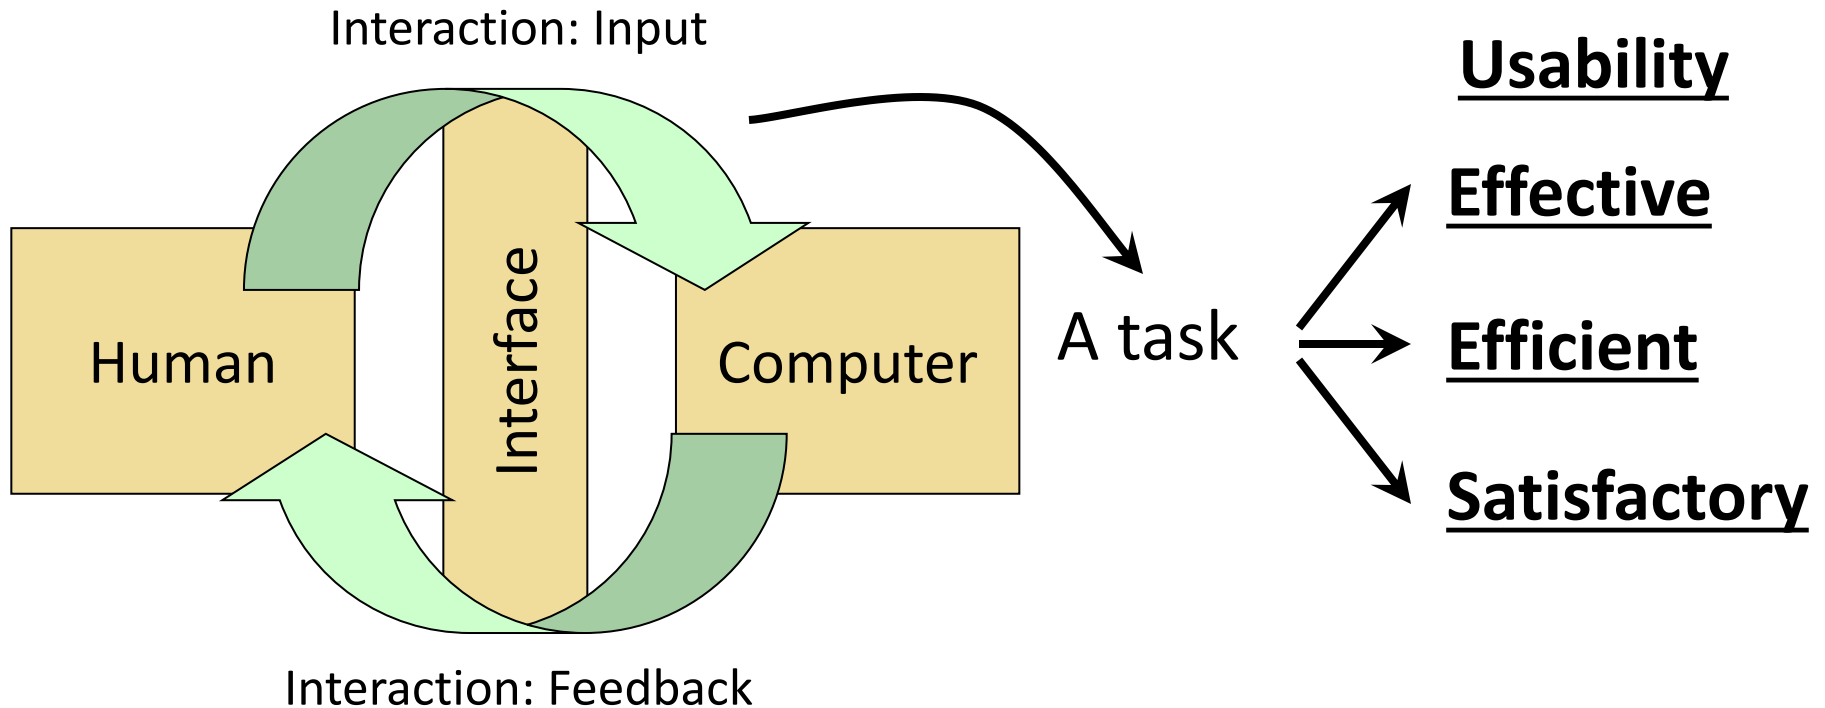 Interaction: Input
Human
Interface
Computer
Interaction: Feedback
A task
Usability
Effective
Efficient
Satisfactory